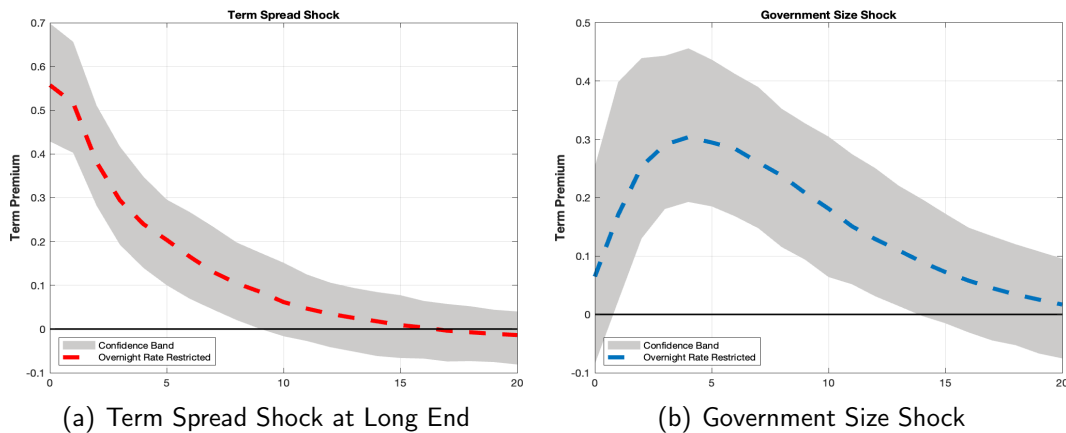 Term Spread Shock
0.7
0.6
0.5
0.4
0.3
0.2
0.1
0
-0.1
Term Premium
0 5 10 15 20
Confidence Band
Overnight Rate Restricted
(a) Term Spread Shock at Long End
Government Size Shock
0.5
0.4
0.3
0.2
0.1
0
-0.1
Term Premium
0 5 10 15 20
Confidence Band
Overnight Rate Restricted
(b) Government Size Shock